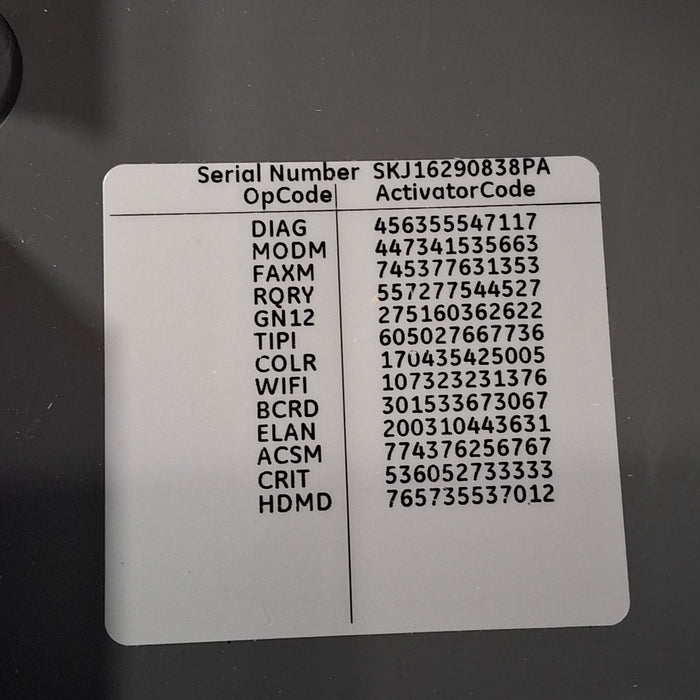 Serial Number SKJ16290838PA
OpCode ActivatorCode
DIAG 456355547117
MODM 447341535663
FAXM 745377631353
RQRY 557277544527
GN12 275160362622
TIPI 605027667736
COLR 170435425005
WIFI 107323231376
BCRD 301533673067
ELAN 200310443631
ACSM 774376256767
CRIT 536052733333
HDMD 765735537012